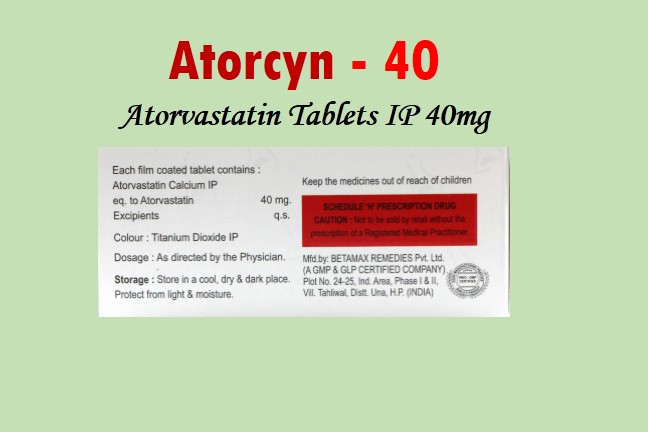 Atorcyn - 40
Atorvastatin Tablets IP 40mg
Each film coated tablet contains :
Atorvastatin Calcium IP
eq. to Atorvastatin 40 mg.
Excipients q.s.
Colour : Titanium Dioxide IP
Dosage : As directed by the Physician.
Storage : Store in a cool, dry & dark place.
Protect from light & moisture.
Keep the medicines out of reach of children
SCHEDULE 'H' PRESCRIPTION DRUG
CAUTION : Not to be sold by retail without the
prescription of a Registered Medical Practitioner.
Mfd.by: BETAMAX REMEDIES Pvt. Ltd.
(A GMP & GLP CERTIFIED COMPANY)
Plot No. 24-25, Ind. Area, Phase I & II,
Vill. Tahliwal, Distt. Una, H.P. (INDIA)
WHO - GMP
CERTIFIED